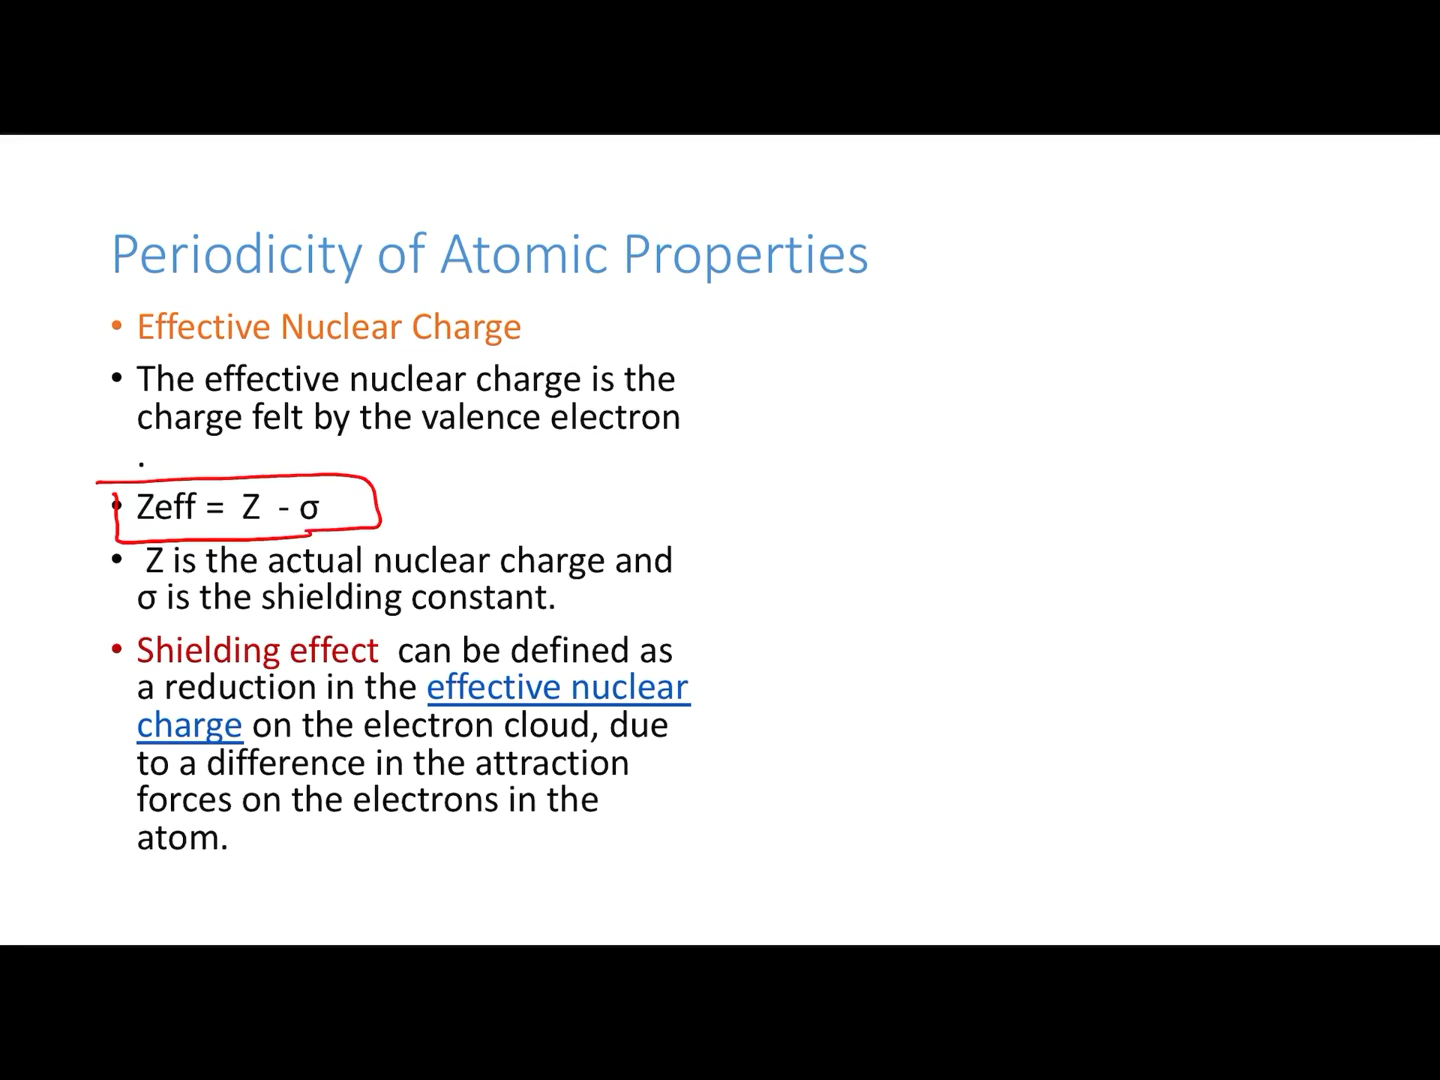 Periodicity of Atomic Properties
• Effective Nuclear Charge
• The effective nuclear charge is the
charge felt by the valence electron
.
• Zeff = Z - σ
• Z is the actual nuclear charge and
σ is the shielding constant.
• Shielding effect can be defined as
a reduction in the effective nuclear
charge on the electron cloud, due
to a difference in the attraction
forces on the electrons in the
atom.